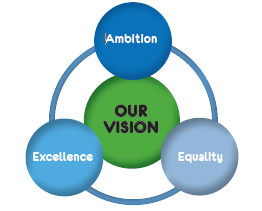 Ambition
OUR
VISION
Excellence
Equality